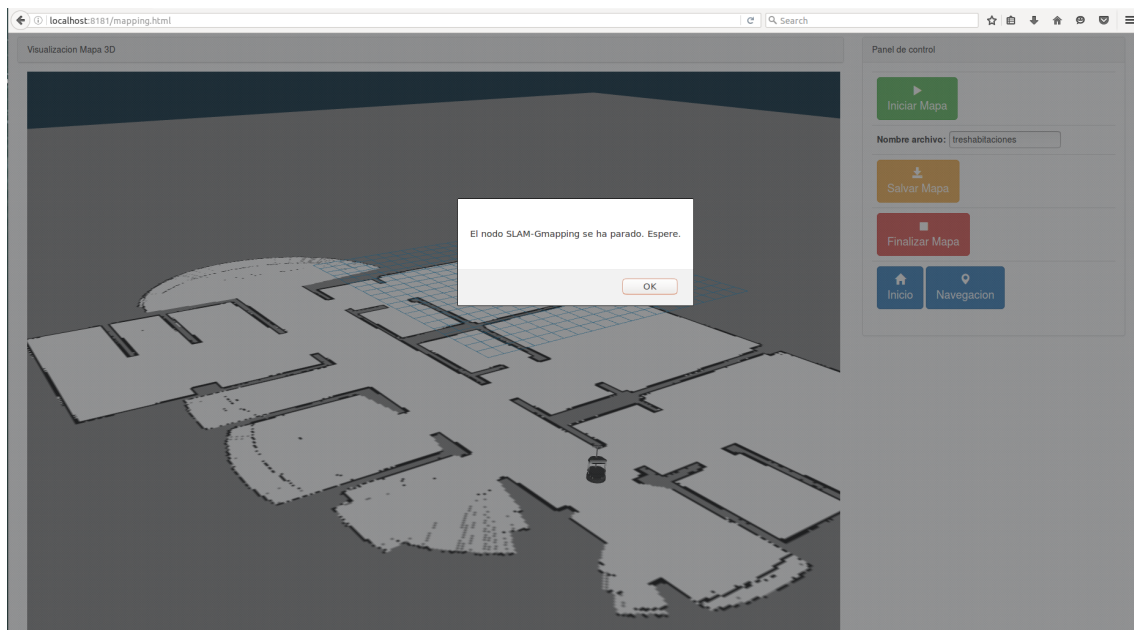 localhost:8181/mapping.html
Search
Visualizacion Mapa 3D
Panel de control
Iniciar Mapa
Nombre archivo: treshabitaciones
Salvar Mapa
Finalizar Mapa
Inicio
Navegacion
El nodo SLAM-Gmapping se ha parado. Espere.
OK